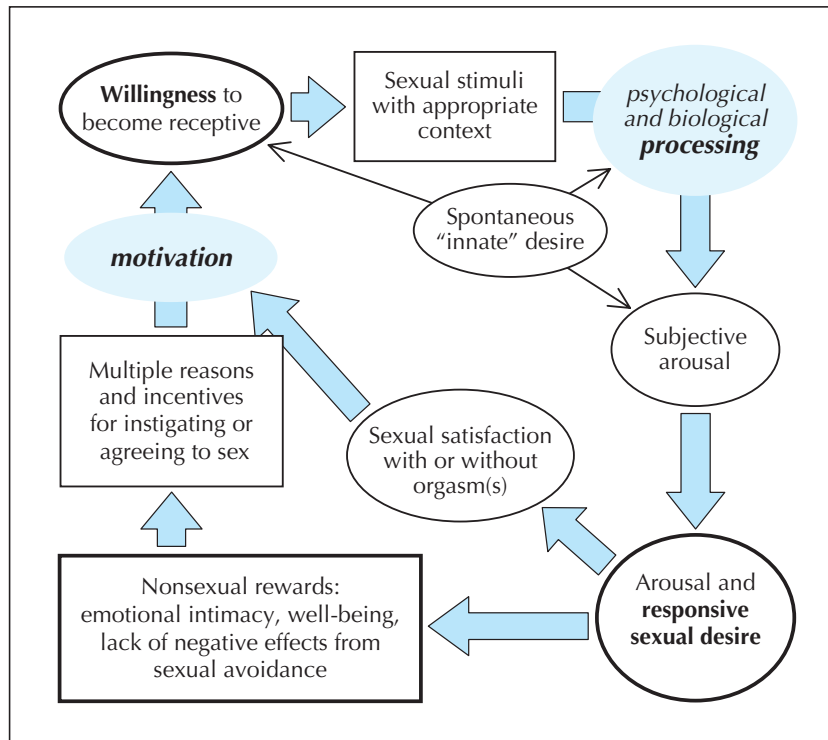 Willingness to
become receptive
Sexual stimuli
with appropriate
context
psychological
and biological
processing
Spontaneous
“innate” desire
motivation
Subjective
arousal
Multiple reasons
and incentives
for instigating or
agreeing to sex
Sexual satisfaction
with or without
orgasm(s)
Nonsexual rewards:
emotional intimacy, well-being,
lack of negative effects from
sexual avoidance
Arousal and
responsive
sexual desire